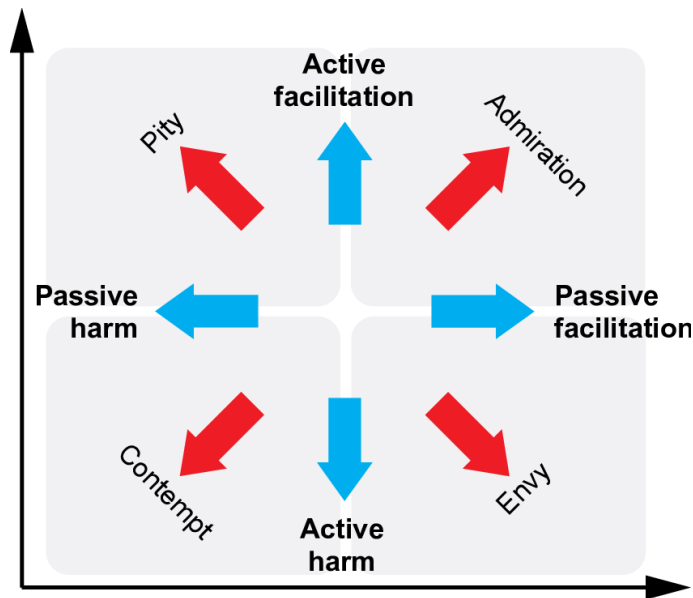 Active
facilitation
Pity
Admiration
Passive
harm
Passive
facilitation
Contempt
Envy
Active
harm